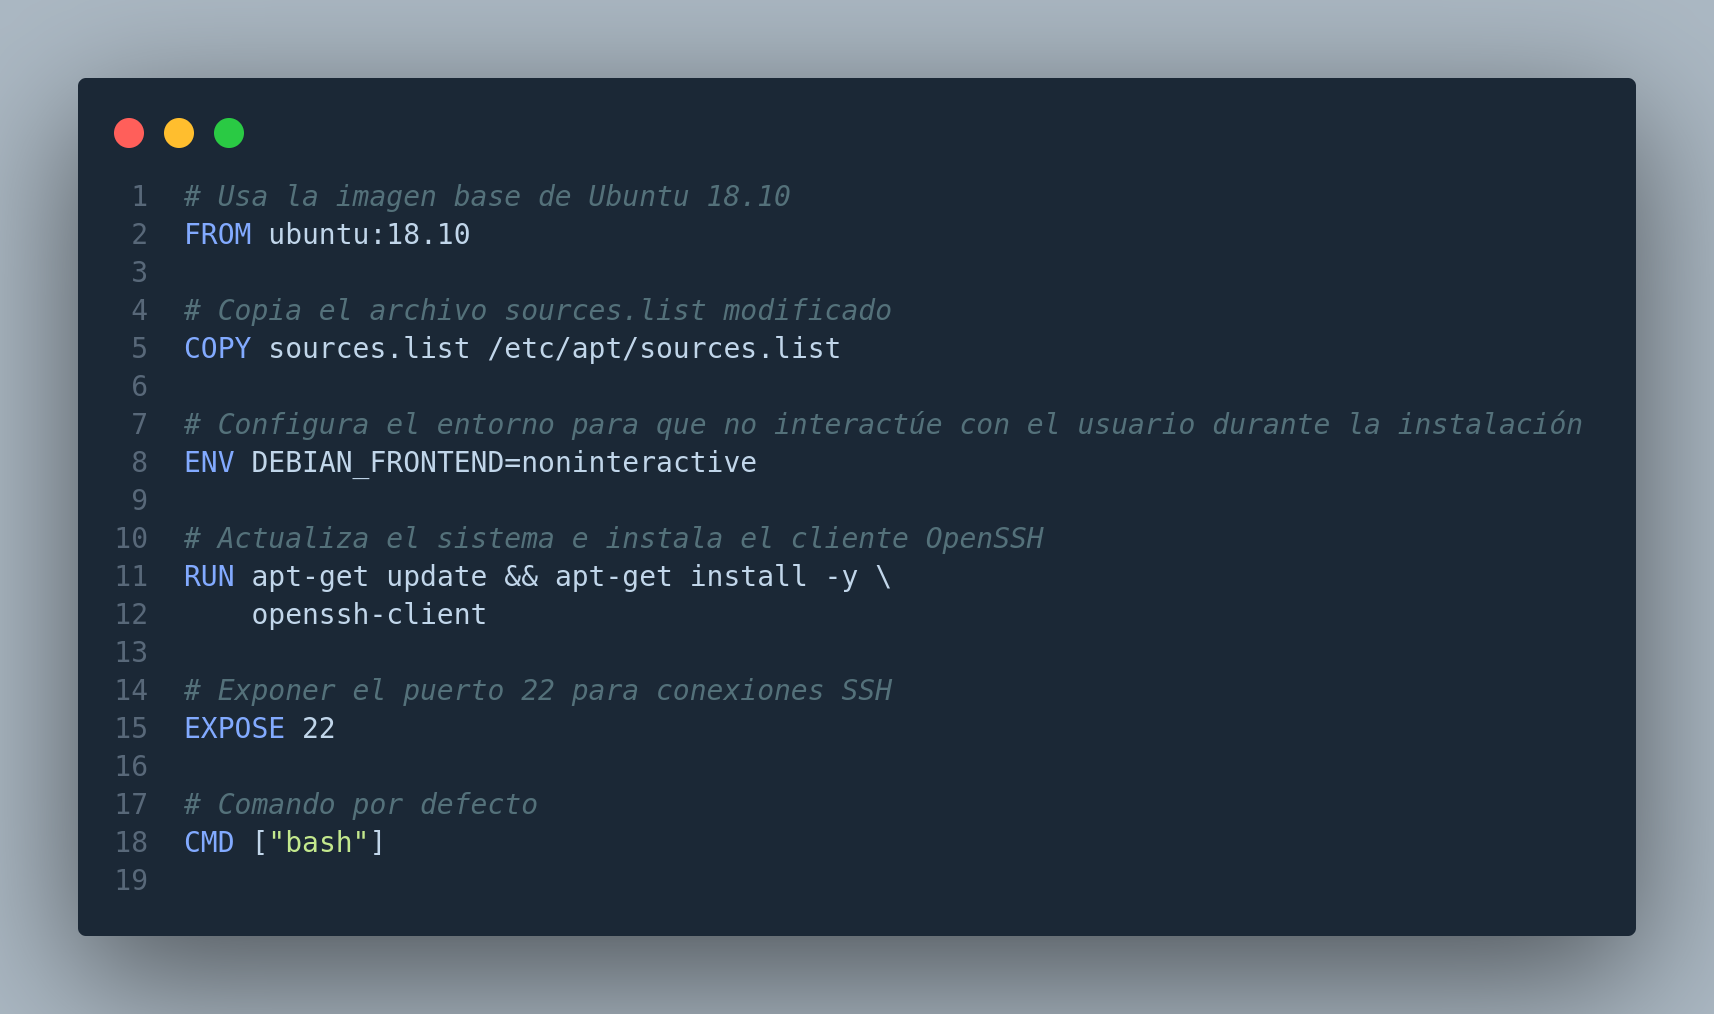 1 # Usa la imagen base de Ubuntu 18.10
2 FROM ubuntu:18.10
3
4 # Copia el archivo sources.list modificado
5 COPY sources.list /etc/apt/sources.list
6
7 # Configura el entorno para que no interactúe con el usuario durante la instalación
8 ENV DEBIAN_FRONTEND=noninteractive
9
10 # Actualiza el sistema e instala el cliente OpenSSH
11 RUN apt-get update && apt-get install -y \
12     openssh-client
13
14 # Exponer el puerto 22 para conexiones SSH
15 EXPOSE 22
16
17 # Comando por defecto
18 CMD ["bash"]
19